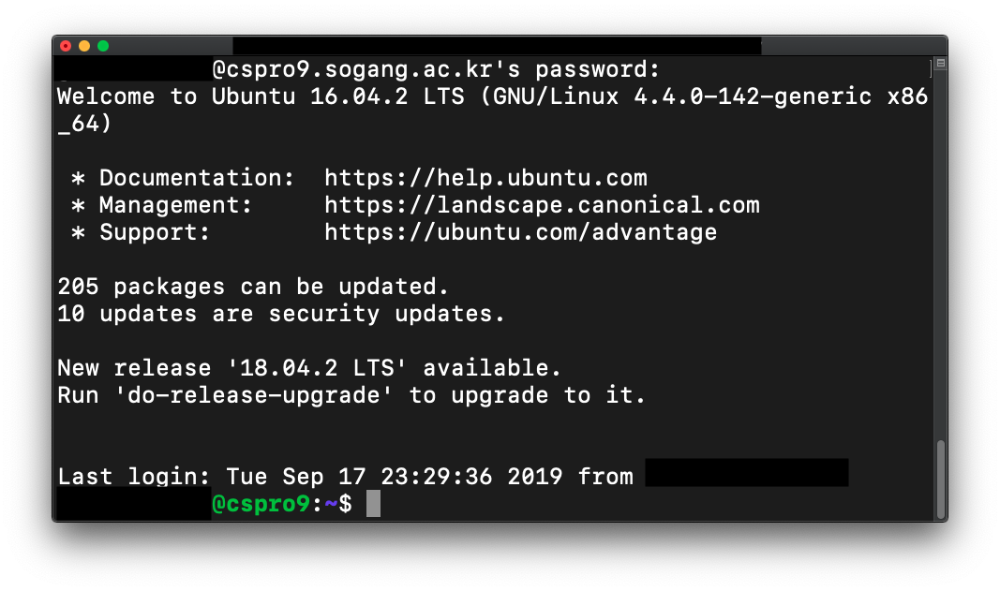 @cspro9.sogang.ac.kr's password:
Welcome to Ubuntu 16.04.2 LTS (GNU/Linux 4.4.0-142-generic x86
_64)
* Documentation:  https://help.ubuntu.com
* Management:     https://landscape.canonical.com
* Support:        https://ubuntu.com/advantage
205 packages can be updated.
10 updates are security updates.
New release '18.04.2 LTS' available.
Run 'do-release-upgrade' to upgrade to it.
Last login: Tue Sep 17 23:29:36 2019 from
@cspro9:~$